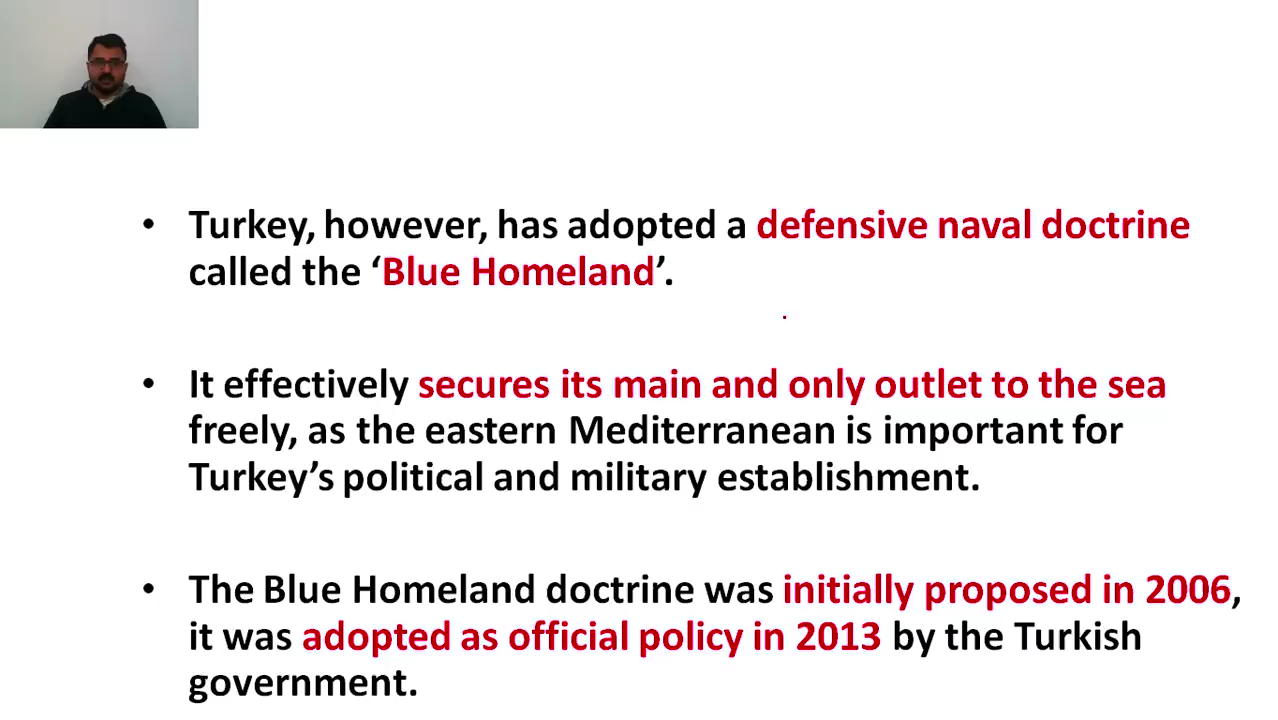 • Turkey, however, has adopted a defensive naval doctrine
called the ‘Blue Homeland’.
• It effectively secures its main and only outlet to the sea
freely, as the eastern Mediterranean is important for
Turkey’s political and military establishment.
• The Blue Homeland doctrine was initially proposed in 2006,
it was adopted as official policy in 2013 by the Turkish
government.